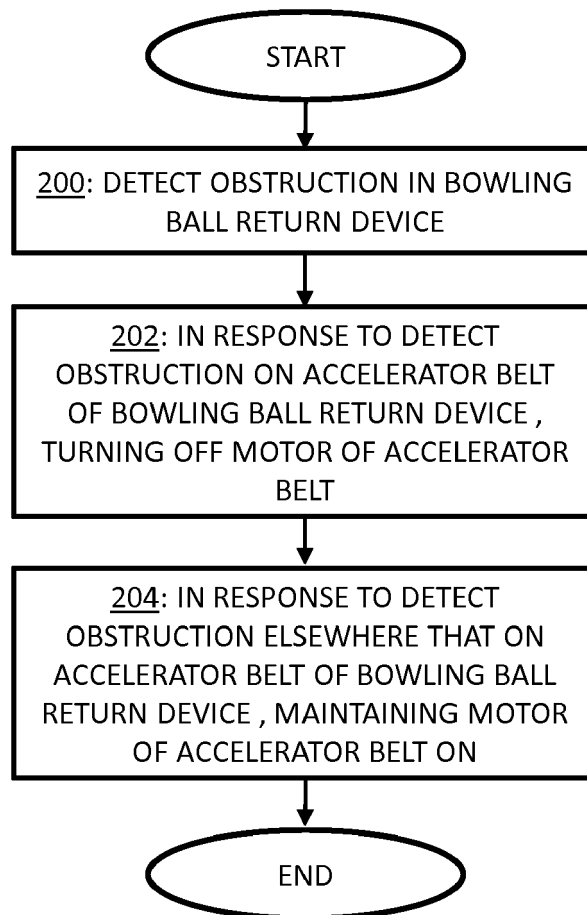 START
200: DETECT OBSTRUCTION IN BOWLING
BALL RETURN DEVICE
202: IN RESPONSE TO DETECT
OBSTRUCTION ON ACCELERATOR BELT
OF BOWLING BALL RETURN DEVICE ,
TURNING OFF MOTOR OF ACCELERATOR
BELT
204: IN RESPONSE TO DETECT
OBSTRUCTION ELSEWHERE THAT ON
ACCELERATOR BELT OF BOWLING BALL
RETURN DEVICE , MAINTAINING MOTOR
OF ACCELERATOR BELT ON
END